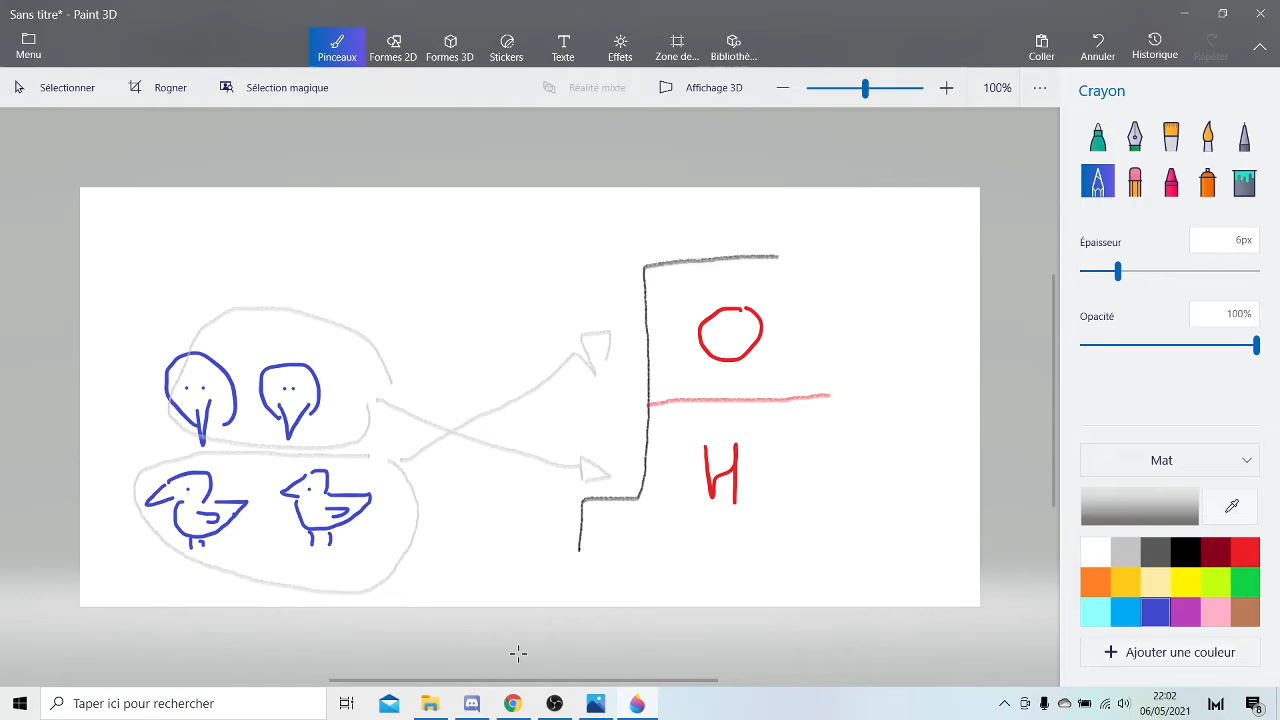 Sans titre* - Paint 3D
Menu
Pinceaux
Formes 2D
Formes 3D
Stickers
Texte
Effets
Zone de...
Bibliothè...
Coller
Annuler
Historique
Répéter
Sélectionner
Rogner
Sélection magique
Réalité mixte
Affichage 3D
100%
Crayon
Épaisseur
6px
Opacité
100%
O
H
Mat
Ajouter une couleur
Taper ici pour rechercher
22:02
06/05/2021
8